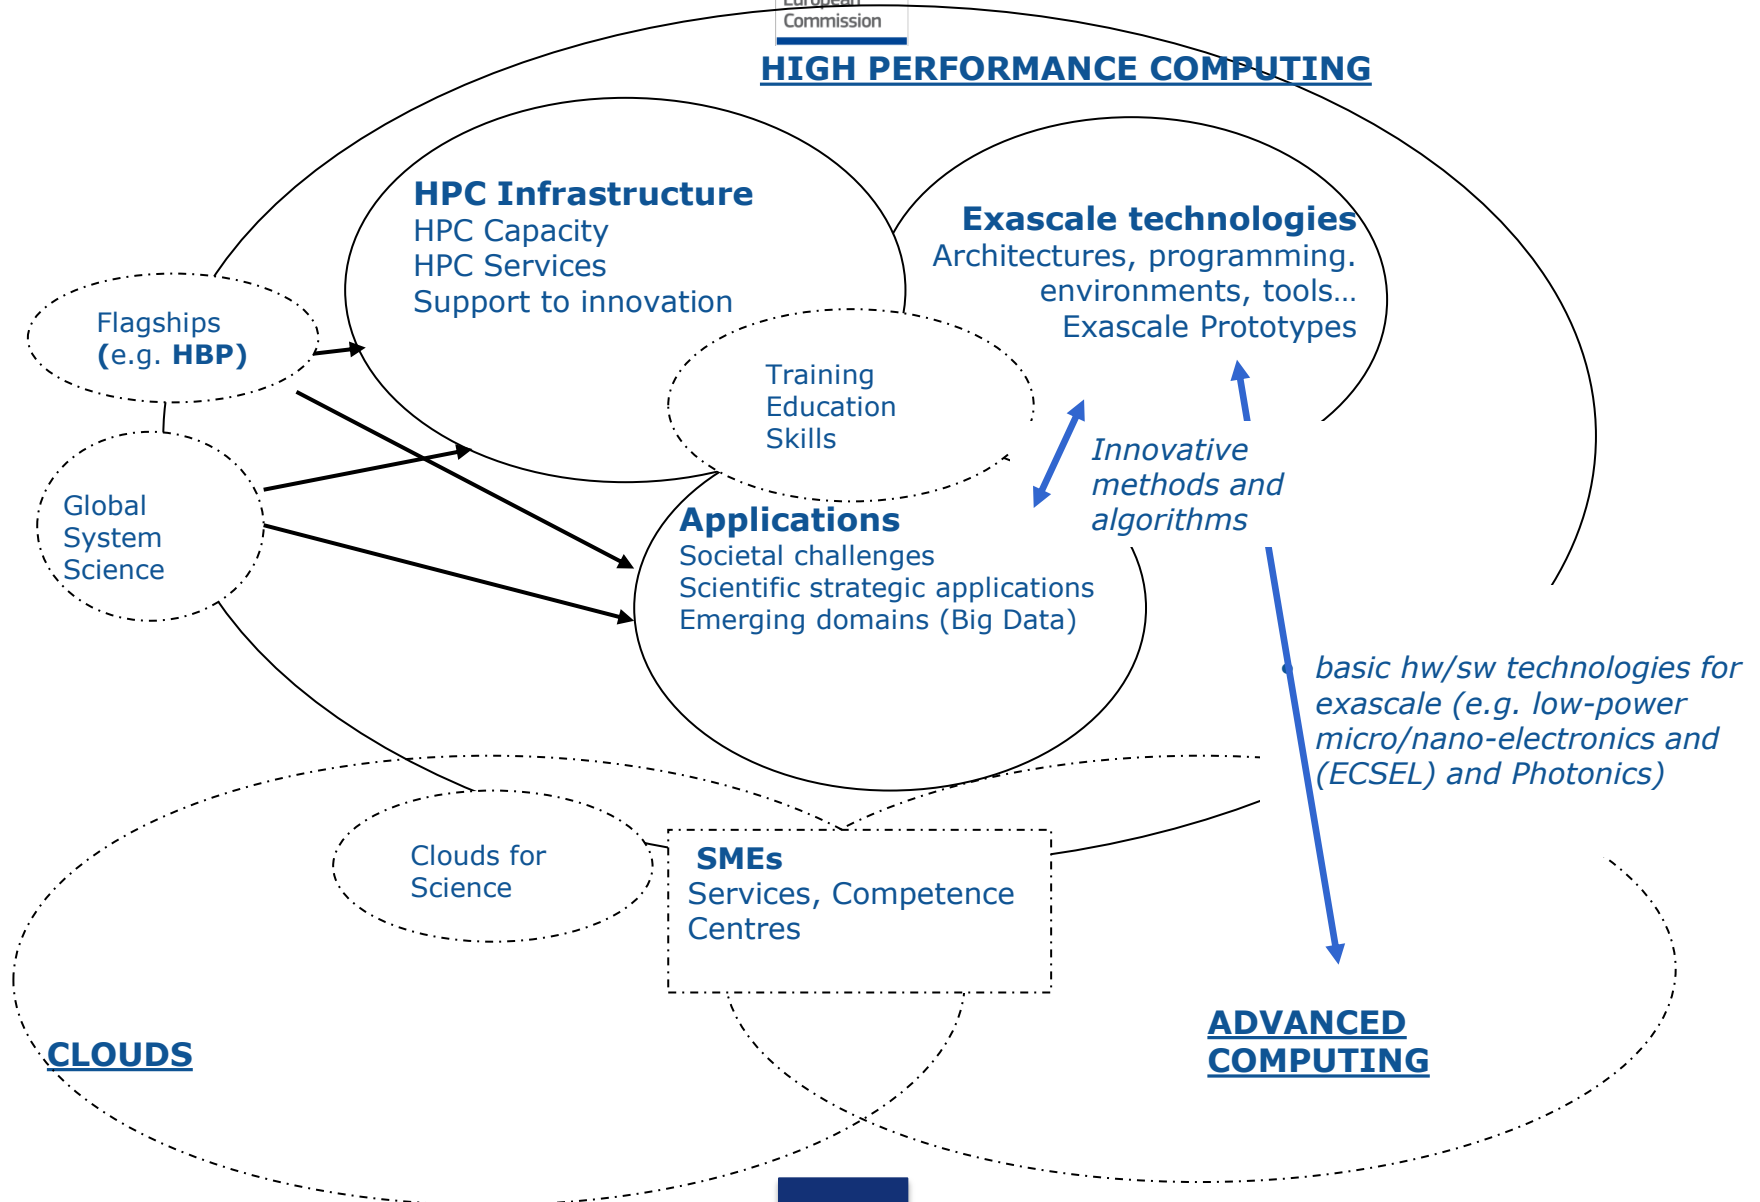 European
Commission
HIGH PERFORMANCE COMPUTING
HPC Infrastructure
HPC Capacity
HPC Services
Support to innovation
Exascale technologies
Architectures, programming.
environments, tools…
Exascale Prototypes
Flagships
(e.g. HBP)
Training
Education
Skills
Innovative
methods and
algorithms
Global
System
Science
Applications
Societal challenges
Scientific strategic applications
Emerging domains (Big Data)
• basic hw/sw technologies for
exascale (e.g. low-power
micro/nano-electronics and
(ECSEL) and Photonics)
Clouds for
Science
SMEs
Services, Competence
Centres
CLOUDS
ADVANCED
COMPUTING